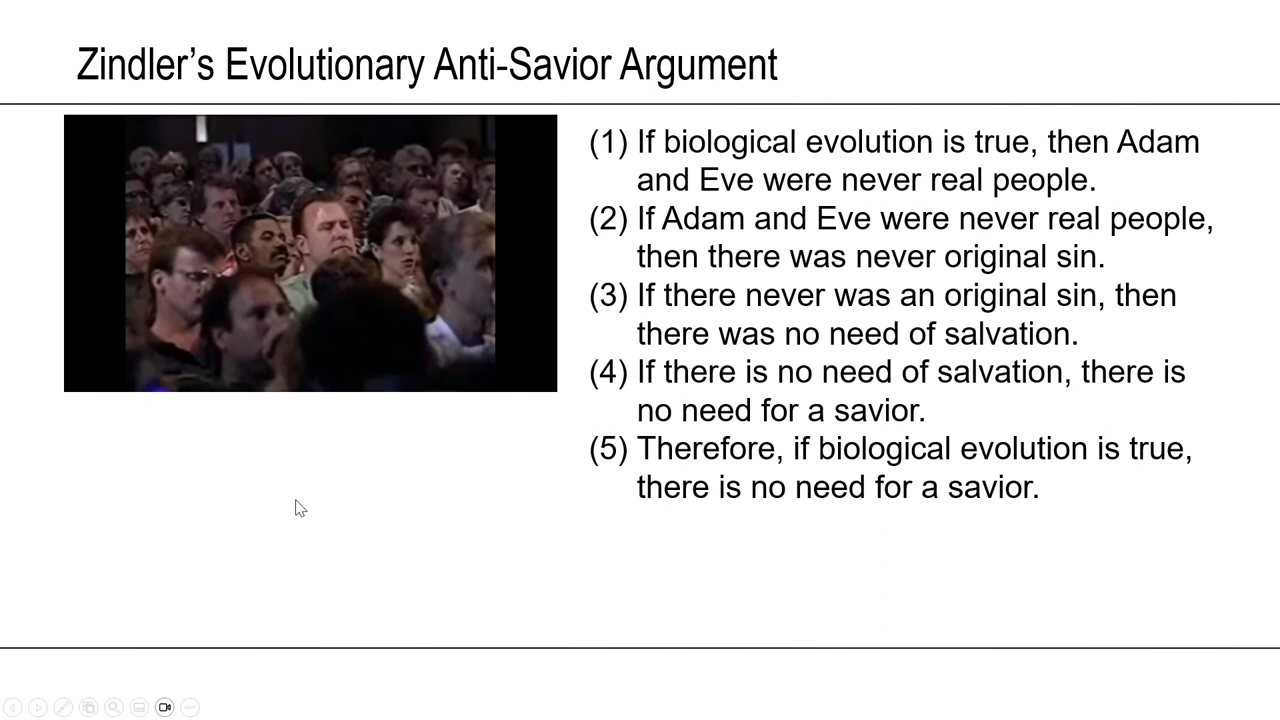 Zindler’s Evolutionary Anti-Savior Argument
(1) If biological evolution is true, then Adam
and Eve were never real people.
(2) If Adam and Eve were never real people,
then there was never original sin.
(3) If there never was an original sin, then
there was no need of salvation.
(4) If there is no need of salvation, there is
no need for a savior.
(5) Therefore, if biological evolution is true,
there is no need for a savior.